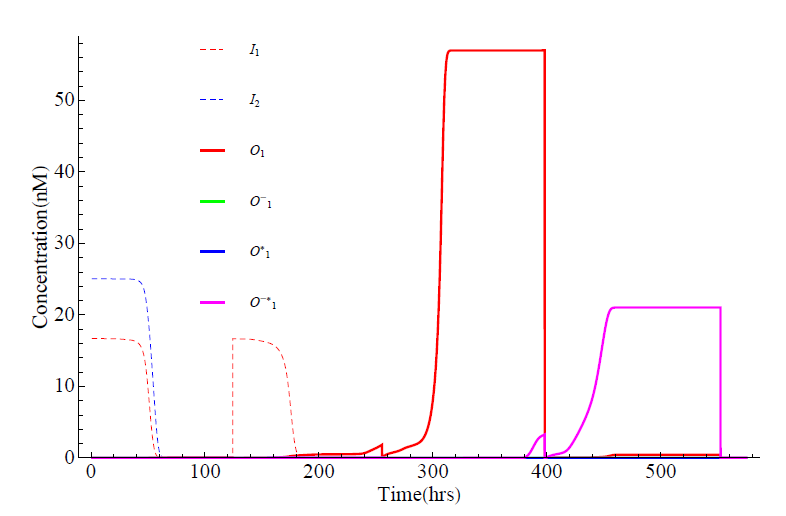 I₁
I₂
O₁
O⁻₁
O*₁
O⁻*₁
Concentration(nM)
50
40
30
20
10
0
0 100 200 300 400 500
Time(hrs)